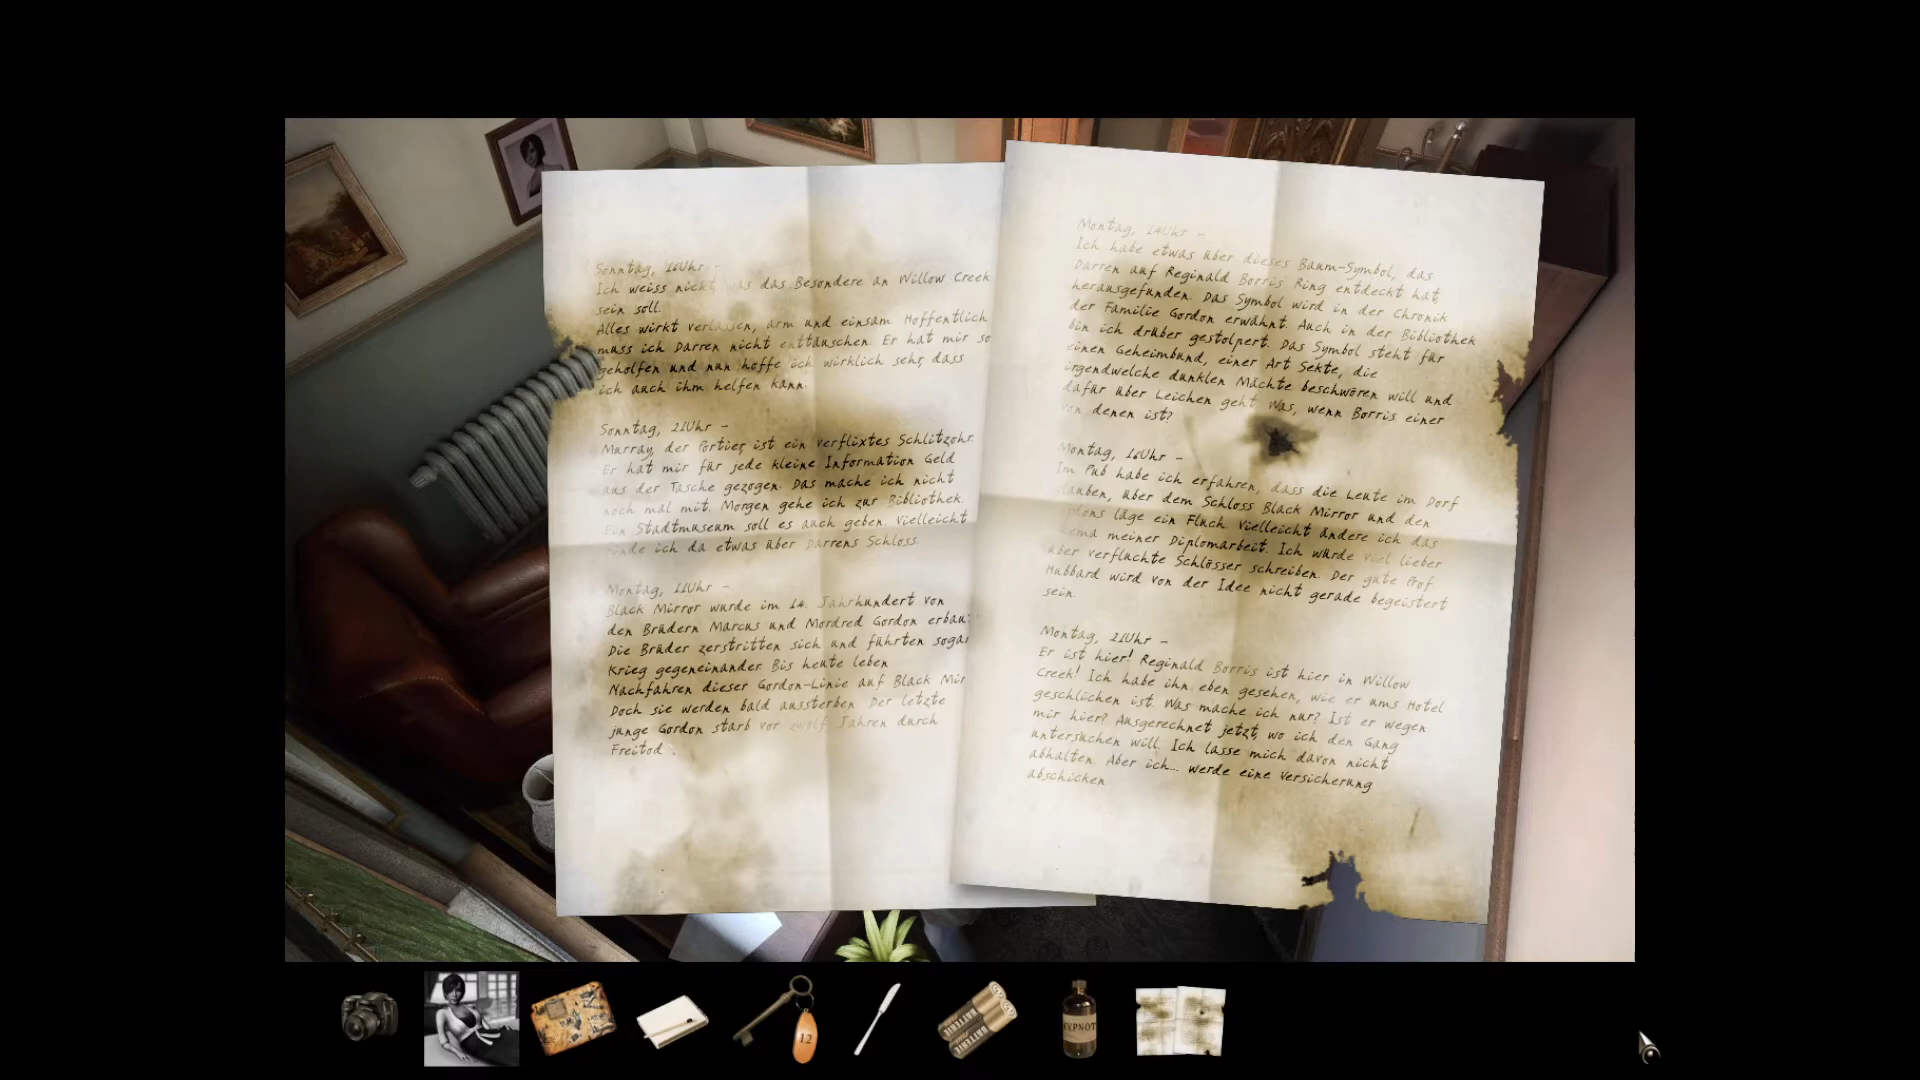 Sonntag, 16Uhr -
Ich weiss nicht was das Besondere an Willow Creek
sein soll.
Alles wirkt verlassen, arm und einsam. Hoffentlich
muss ich Darren nicht enttäuschen. Er hat mir so
geholfen und nun hoffe ich wirklich sehr, dass
ich auch ihm helfen kann.
Sonntag, 21Uhr -
Murray, der Portier, ist ein verflixtes Schlitzohr.
Er hat mir für jede kleine Information Geld
aus der Tasche gezogen. Das mache ich nicht
noch mal mit. Morgen gehe ich zur Bibliothek.
Ein Stadtmuseum soll es auch geben. Vielleicht
finde ich da etwas über Darrens Schloss.
Montag, 11Uhr -
Black Mirror wurde im 14. Jahrhundert von
den Brüdern Marcus und Mordred Gordon erbau
Die Brüder zerstritten sich und führten sogar
Krieg gegeneinander. Bis heute leben
Nachfahren dieser Gordon-Linie auf Black Mir
Doch sie werden bald aussterben. Der letzte
junge Gordon starb vor zwölf Jahren durch
Freitod.
Montag, 14Uhr -
Ich habe etwas über dieses Baum-Symbol, das
Darren auf Reginald Borris' Ring entdeckt hat,
herausgefunden. Das Symbol wird in der Chronik
der Familie Gordon erwähnt. Auch in der Bibliothek
bin ich drüber gestolpert. Das Symbol steht für
einen Geheimbund, einer Art Sekte, die
irgendwelche dunklen Mächte beschwören will und
dafür über Leichen geht. Was, wenn Borris einer
von denen ist?
Montag, 16Uhr -
Im Pub habe ich erfahren, dass die Leute im Dorf
glauben, über dem Schloss Black Mirror und den
rdons läge ein Fluch. Vielleicht ändere ich das
ema meiner Diplomarbeit. Ich würde viel lieber
über verfluchte Schlösser schreiben. Der gute Prof.
Hubbard wird von der Idee nicht gerade begeistert
sein.
Montag, 21Uhr -
Er ist hier! Reginald Borris ist hier in Willow
Creek! Ich habe ihn eben gesehen, wie er ums Hotel
geschlichen ist. Was mache ich nur? Ist er wegen
mir hier? Ausgerechnet jetzt, wo ich den Gang
untersuchen will. Ich lasse mich davon nicht
abhalten. Aber ich... werde eine Versicherung
abschicken.
12
BATTERIE
BATTERIE
HYPNOT